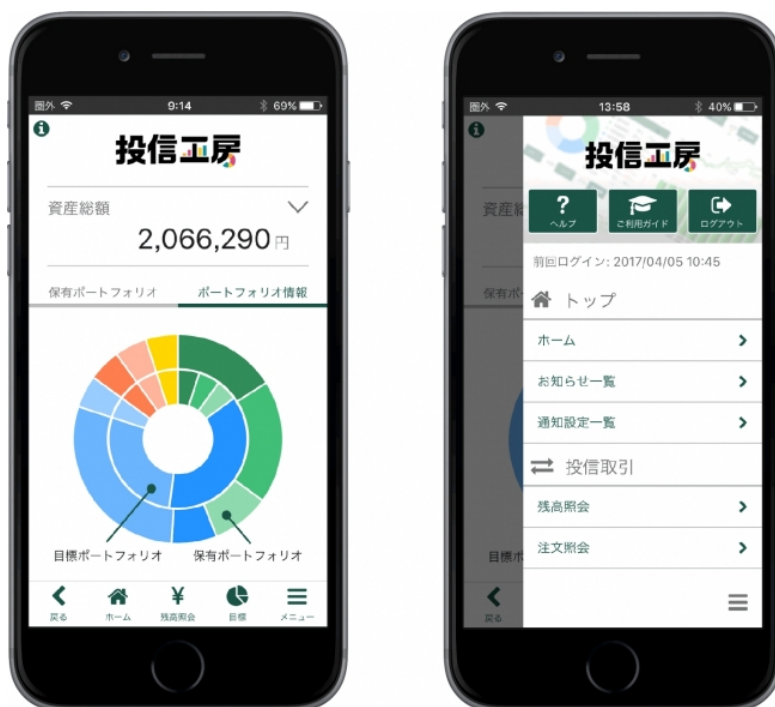 圏外 9:14 69%
投信工房
資産総額
2,066,290円
保有ポートフォリオ ポートフォリオ情報
目標ポートフォリオ 保有ポートフォリオ
戻る ホーム 残高照会 目標 メニュー
圏外 13:58 40%
投信工房
資産総
ヘルプ ご利用ガイド ログアウト
前回ログイン: 2017/04/05 10:45
保有ポ
トップ
ホーム
お知らせ一覧
通知設定一覧
投信取引
残高照会
注文照会
目標ポ
戻る